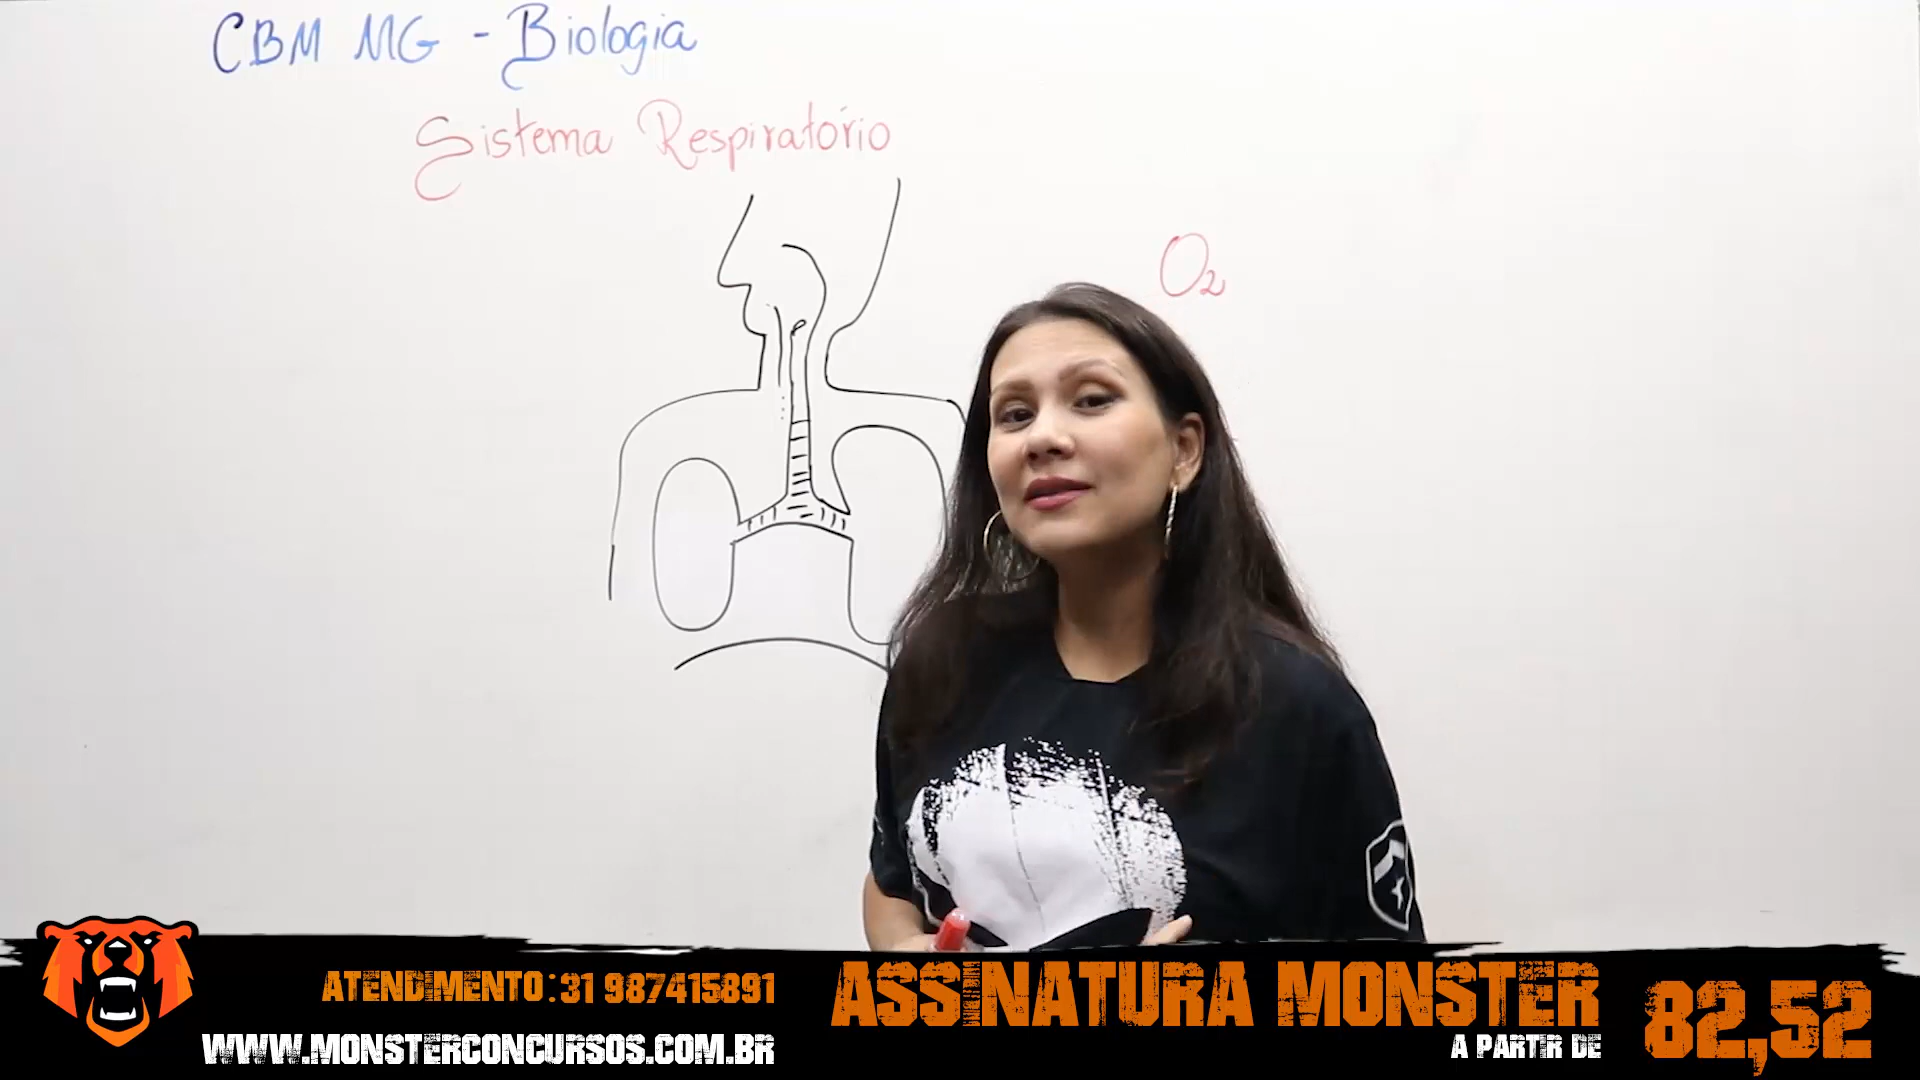 CBM MG - Biologia
Sistema Respiratório
O₂
ATENDIMENTO: 31 987415891
WWW.MONSTERCONCURSOS.COM.BR
ASSINATURA MONSTER
A PARTIR DE
82,52